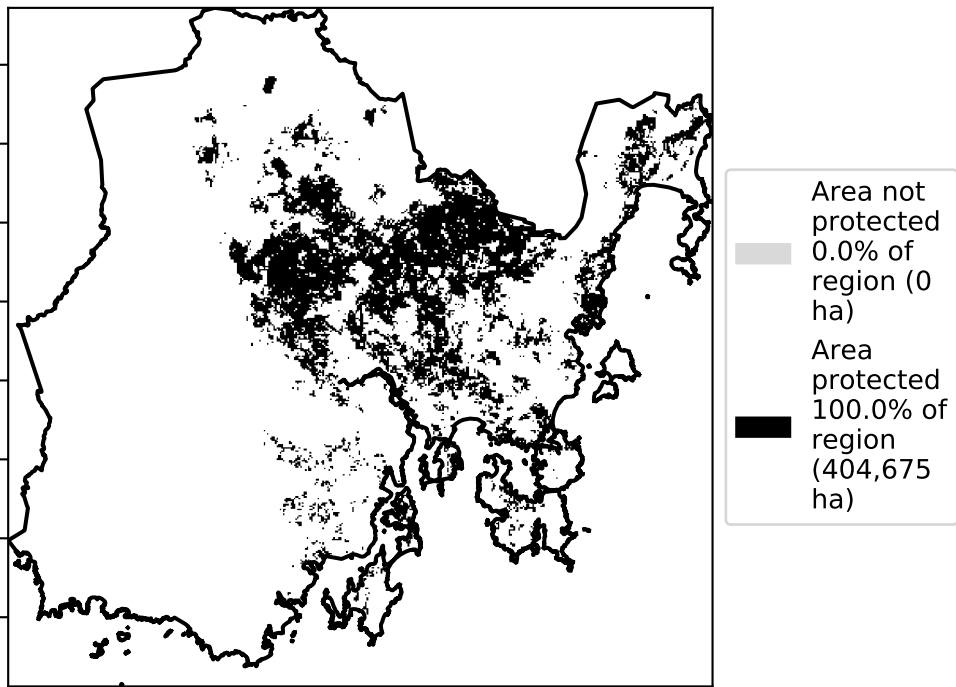 Area not
protected
0.0% of
region (0
ha)
Area
protected
100.0% of
region
(404,675
ha)